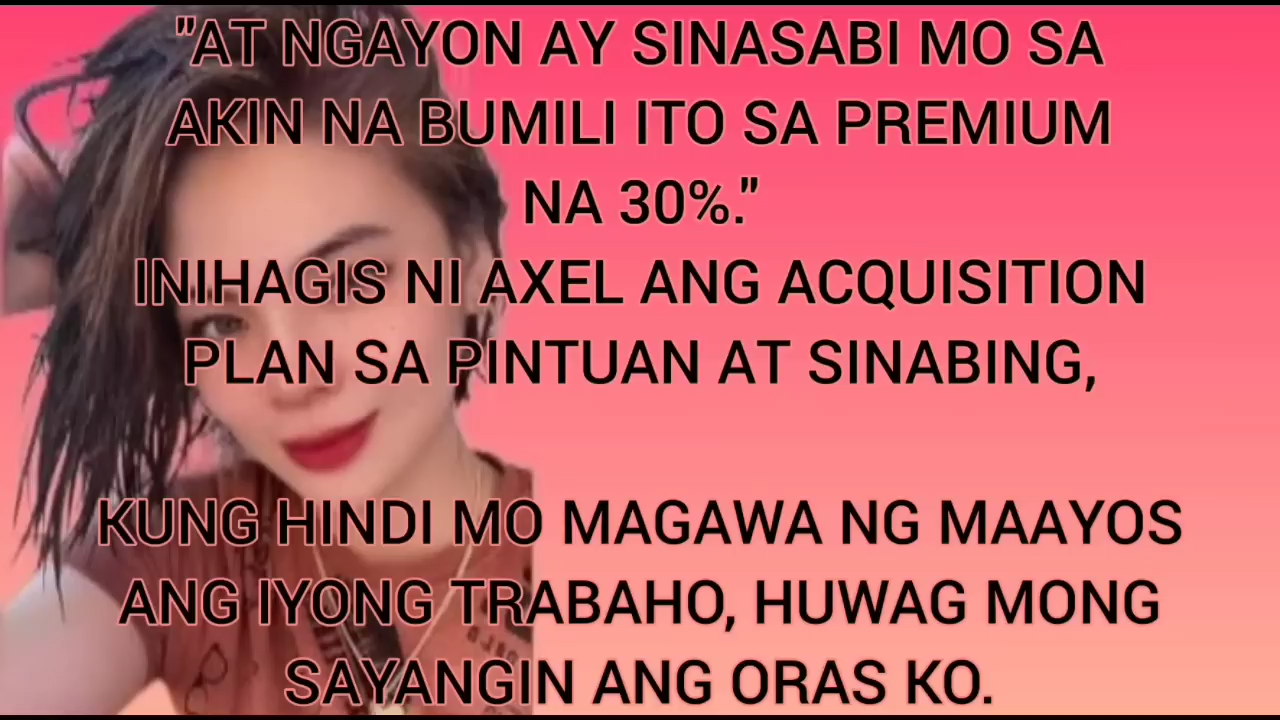 "AT NGAYON AY SINASABI MO SA
AKIN NA BUMILI ITO SA PREMIUM
NA 30%."
INIHAGIS NI AXEL ANG ACQUISITION
PLAN SA PINTUAN AT SINABING,
KUNG HINDI MO MAGAWA NG MAAYOS
ANG IYONG TRABAHO, HUWAG MONG
SAYANGIN ANG ORAS KO.